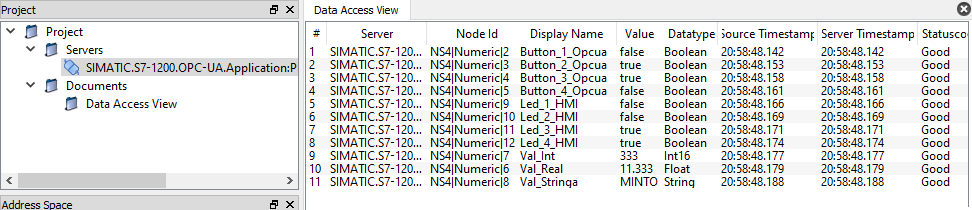 Project
Project
Servers
SIMATIC.S7-1200.OPC-UA.Application:P
Documents
Data Access View
Address Space
Data Access View
# Server Node Id Display Name Value Datatype Source Timestamp Server Timestamp Statusco
1 SIMATIC.S7-120... NS4|Numeric|2 Button_1_Opcua false Boolean 20:58:48.142 20:58:48.142 Good
2 SIMATIC.S7-120... NS4|Numeric|3 Button_2_Opcua true Boolean 20:58:48.153 20:58:48.153 Good
3 SIMATIC.S7-120... NS4|Numeric|4 Button_3_Opcua true Boolean 20:58:48.158 20:58:48.158 Good
4 SIMATIC.S7-120... NS4|Numeric|5 Button_4_Opcua false Boolean 20:58:48.161 20:58:48.161 Good
5 SIMATIC.S7-120... NS4|Numeric|9 Led_1_HMI false Boolean 20:58:48.166 20:58:48.166 Good
6 SIMATIC.S7-120... NS4|Numeric|10 Led_2_HMI false Boolean 20:58:48.169 20:58:48.169 Good
7 SIMATIC.S7-120... NS4|Numeric|11 Led_3_HMI true Boolean 20:58:48.171 20:58:48.171 Good
8 SIMATIC.S7-120... NS4|Numeric|12 Led_4_HMI true Boolean 20:58:48.174 20:58:48.174 Good
9 SIMATIC.S7-120... NS4|Numeric|7 Val_Int 333 Int16 20:58:48.177 20:58:48.177 Good
10 SIMATIC.S7-120... NS4|Numeric|6 Val_Real 11.333 Float 20:58:48.179 20:58:48.179 Good
11 SIMATIC.S7-120... NS4|Numeric|8 Val_Stringa MINTO String 20:58:48.188 20:58:48.188 Good